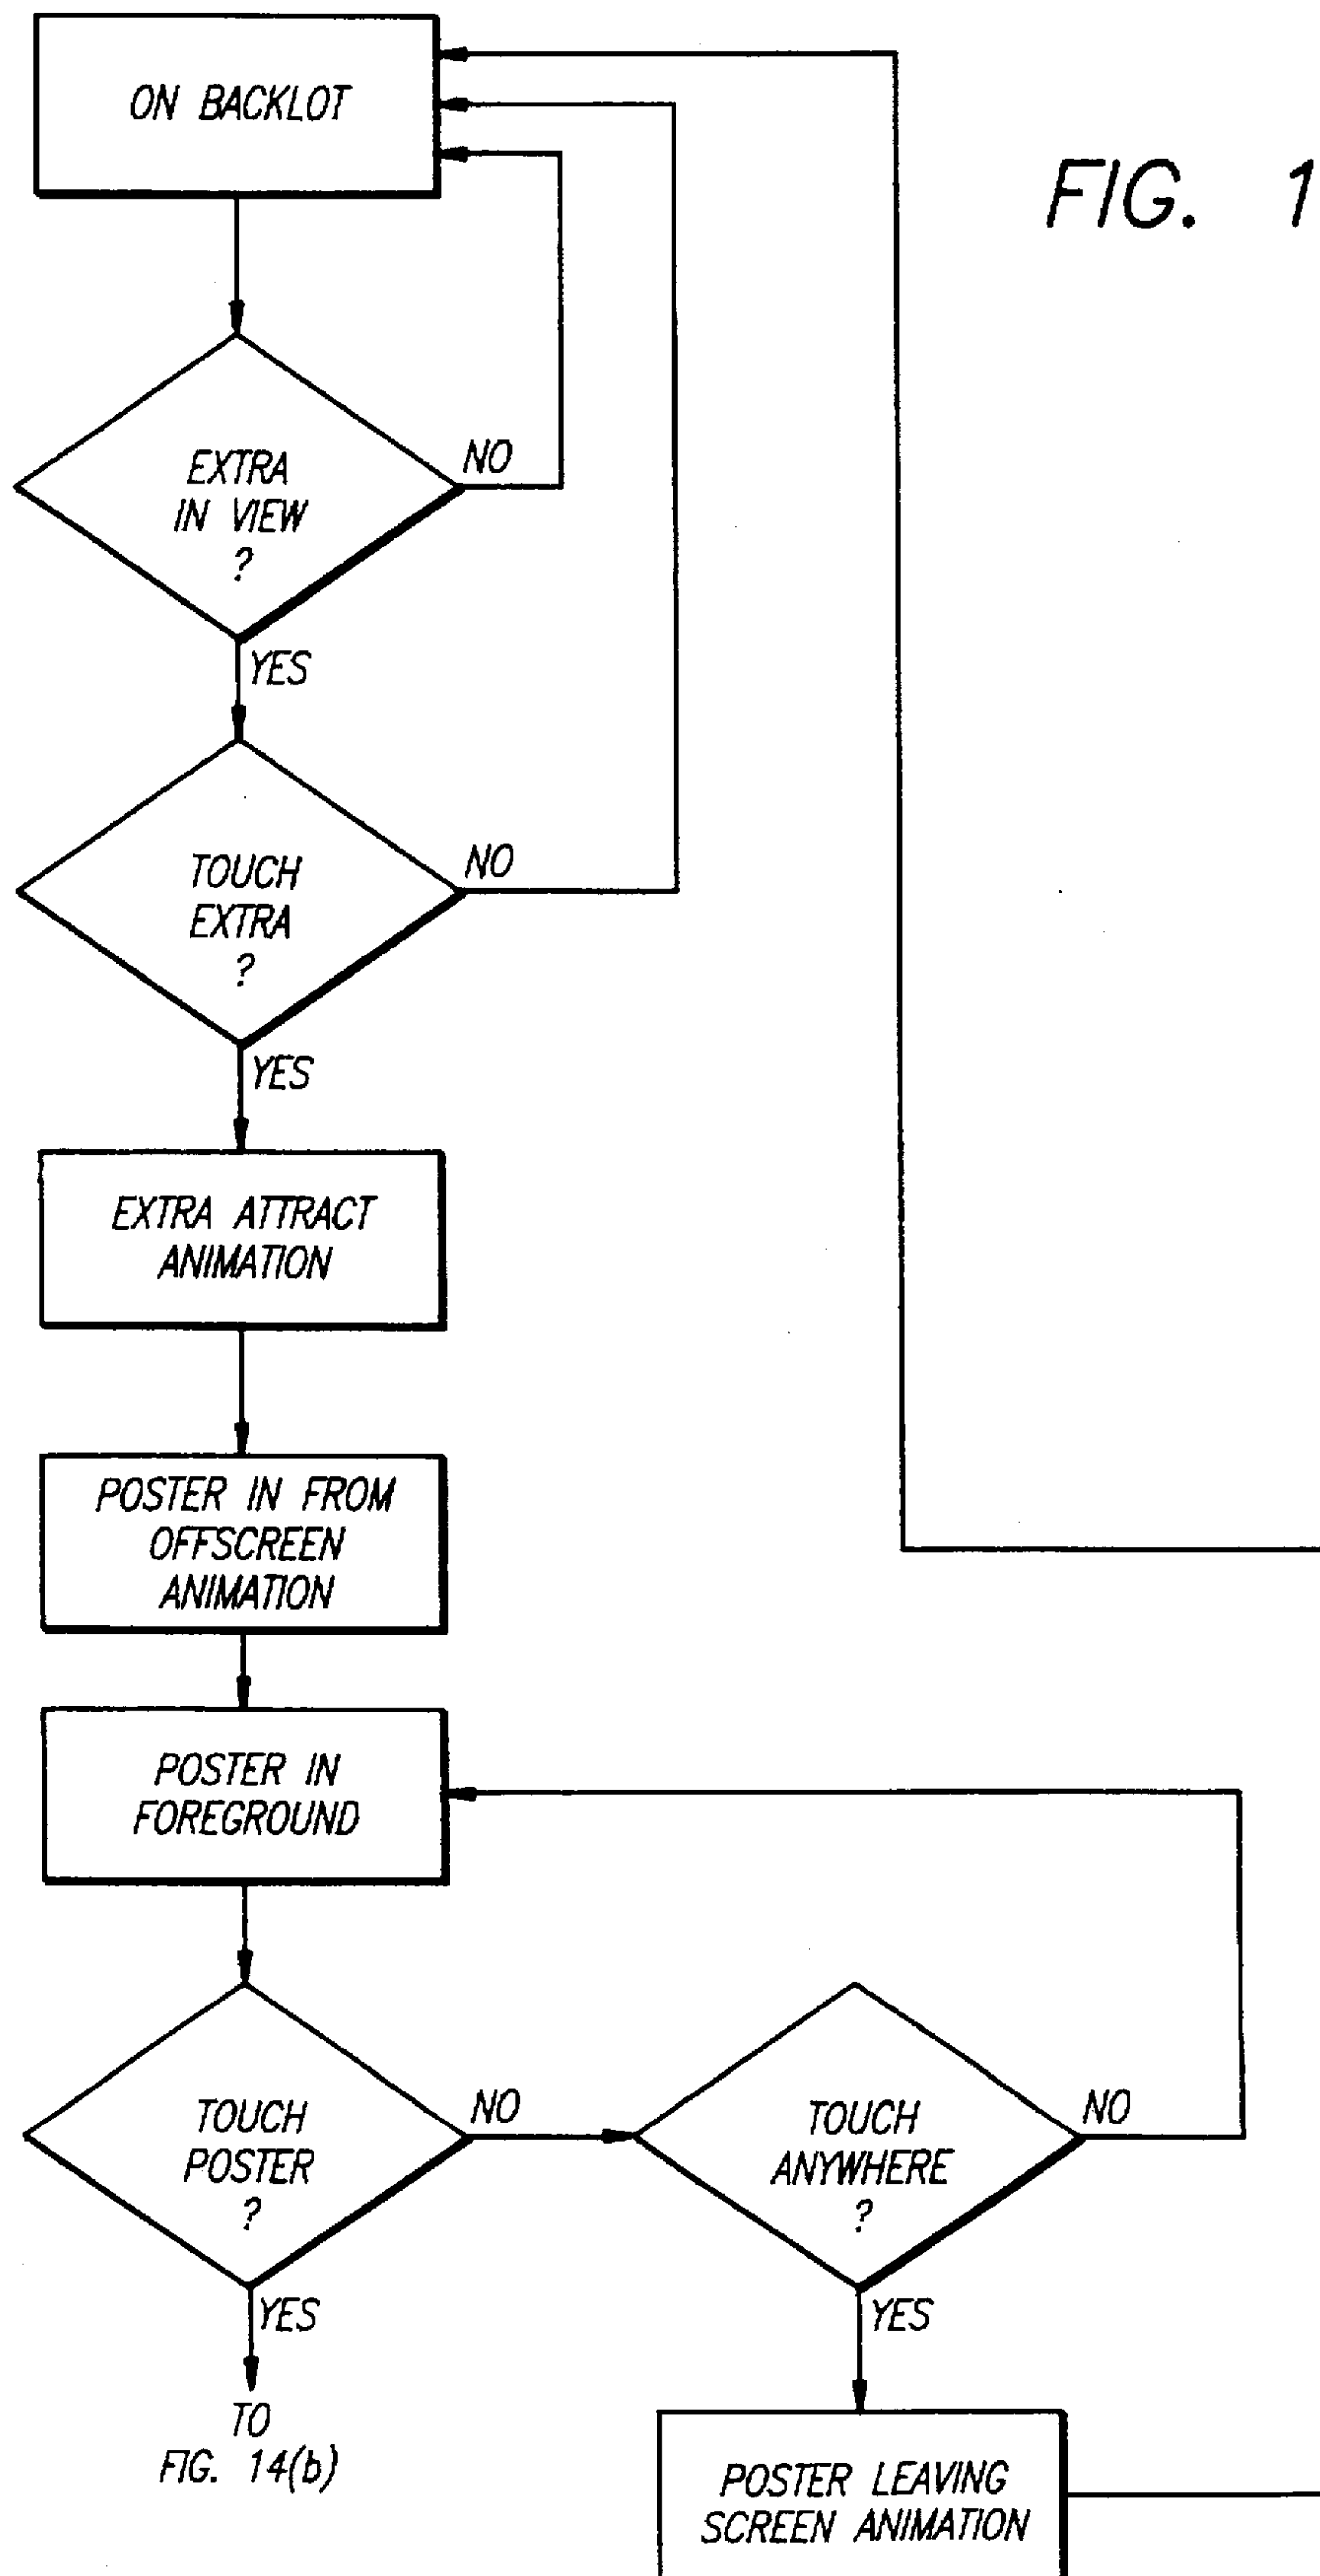 ON BACKLOT
FIG. 1
EXTRA
IN VIEW
?
NO
YES
TOUCH
EXTRA
?
NO
YES
EXTRA ATTRACT
ANIMATION
POSTER IN FROM
OFFSCREEN
ANIMATION
POSTER IN
FOREGROUND
TOUCH
POSTER
?
NO
TOUCH
ANYWHERE
?
NO
YES
YES
TO
FIG. 14(b)
POSTER LEAVING
SCREEN ANIMATION